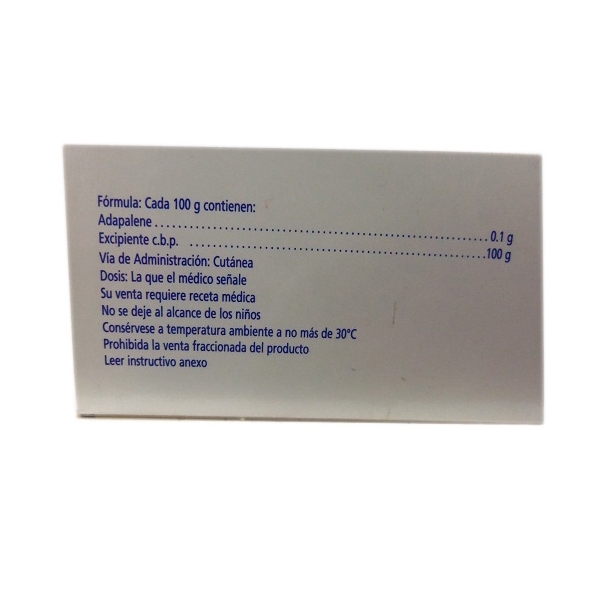 Fórmula: Cada 100 g contienen:
Adapalene........................................................0.1 g
Excipiente c.b.p. ..................................................100 g
Vía de Administración: Cutánea
Dosis: La que el médico señale
Su venta requiere receta médica
No se deje al alcance de los niños
Consérvese a temperatura ambiente a no más de 30°C
Prohibida la venta fraccionada del producto
Leer instructivo anexo